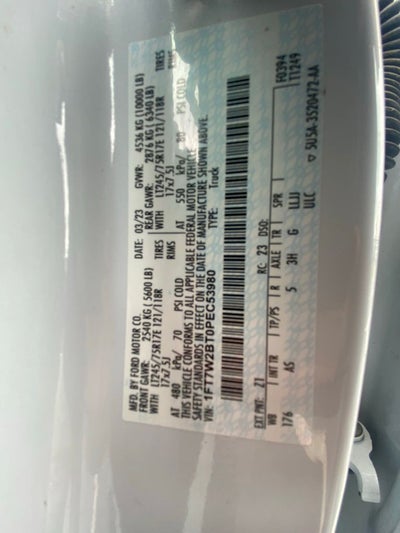 MFD. BY FORD MOTOR CO.
DATE: 03/23 GVWR: 4536 KG (10000 LB)
FRONT GAWR: 2540 KG (5600 LB) REAR GAWR: 2876 KG (6340 LB)
WITH LT245/75R17E 121/118R TIRES WITH LT245/75R17E 121/118R TIRES
17x7.5J RIMS 17x7.5J
AT 480 kPa/ 70 PSI COLD AT 550 kPa/ 80 PSI COLD
THIS VEHICLE CONFORMS TO ALL APPLICABLE FEDERAL MOTOR VEHICLE
SAFETY STANDARDS IN EFFECT ON THE DATE OF MANUFACTURE SHOWN ABOVE.
VIN: 1FT7W2BT0PEC53980
TYPE: Truck
F0394
T1249
EXT PNT: Z1 RC: 23 DSO:
WB INT TR TP/PS R AXLE TR SPR
176 AS 5 3H G LLJJ
ULC
5U5A-3520472-AA